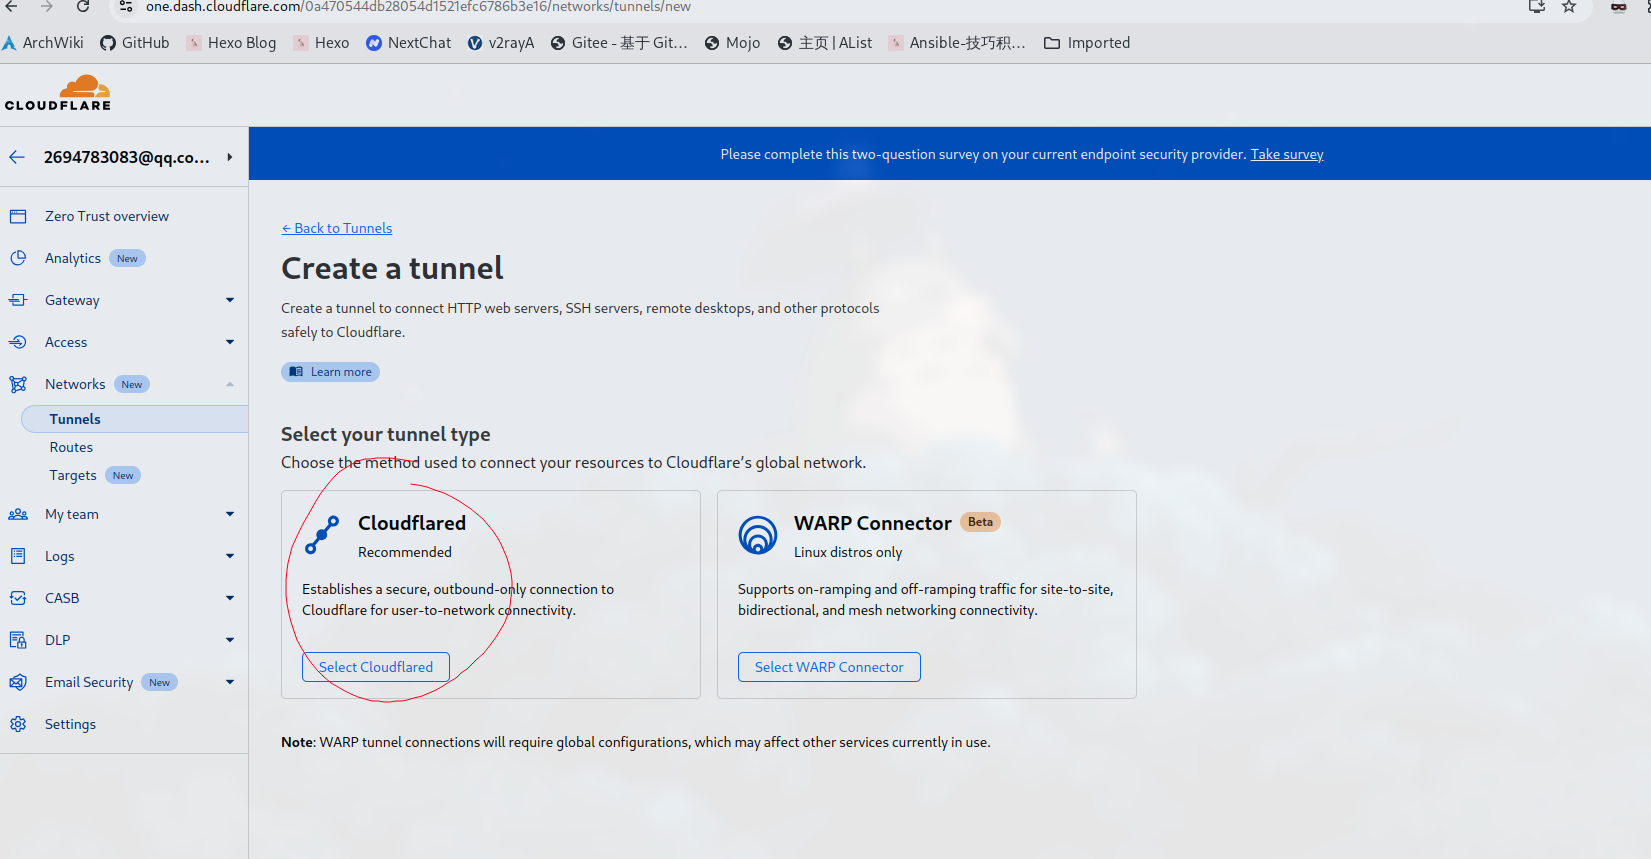 one.dash.cloudflare.com/0a470544db28054d1521efc6786b3e16/networks/tunnels/new
ArchWiki GitHub Hexo Blog Hexo NextChat v2rayA Gitee - 基于 Git... Mojo 主页 | AList Ansible-技巧积... Imported
CLOUDFLARE
2694783083@qq.co...
Please complete this two-question survey on your current endpoint security provider. Take survey
Zero Trust overview
Analytics New
Gateway
Access
Networks New
Tunnels
Routes
Targets New
My team
Logs
CASB
DLP
Email Security New
Settings
← Back to Tunnels
Create a tunnel
Create a tunnel to connect HTTP web servers, SSH servers, remote desktops, and other protocols
safely to Cloudflare.
Learn more
Select your tunnel type
Choose the method used to connect your resources to Cloudflare’s global network.
Cloudflared
Recommended
Establishes a secure, outbound-only connection to
Cloudflare for user-to-network connectivity.
Select Cloudflared
WARP Connector Beta
Linux distros only
Supports on-ramping and off-ramping traffic for site-to-site,
bidirectional, and mesh networking connectivity.
Select WARP Connector
Note: WARP tunnel connections will require global configurations, which may affect other services currently in use.